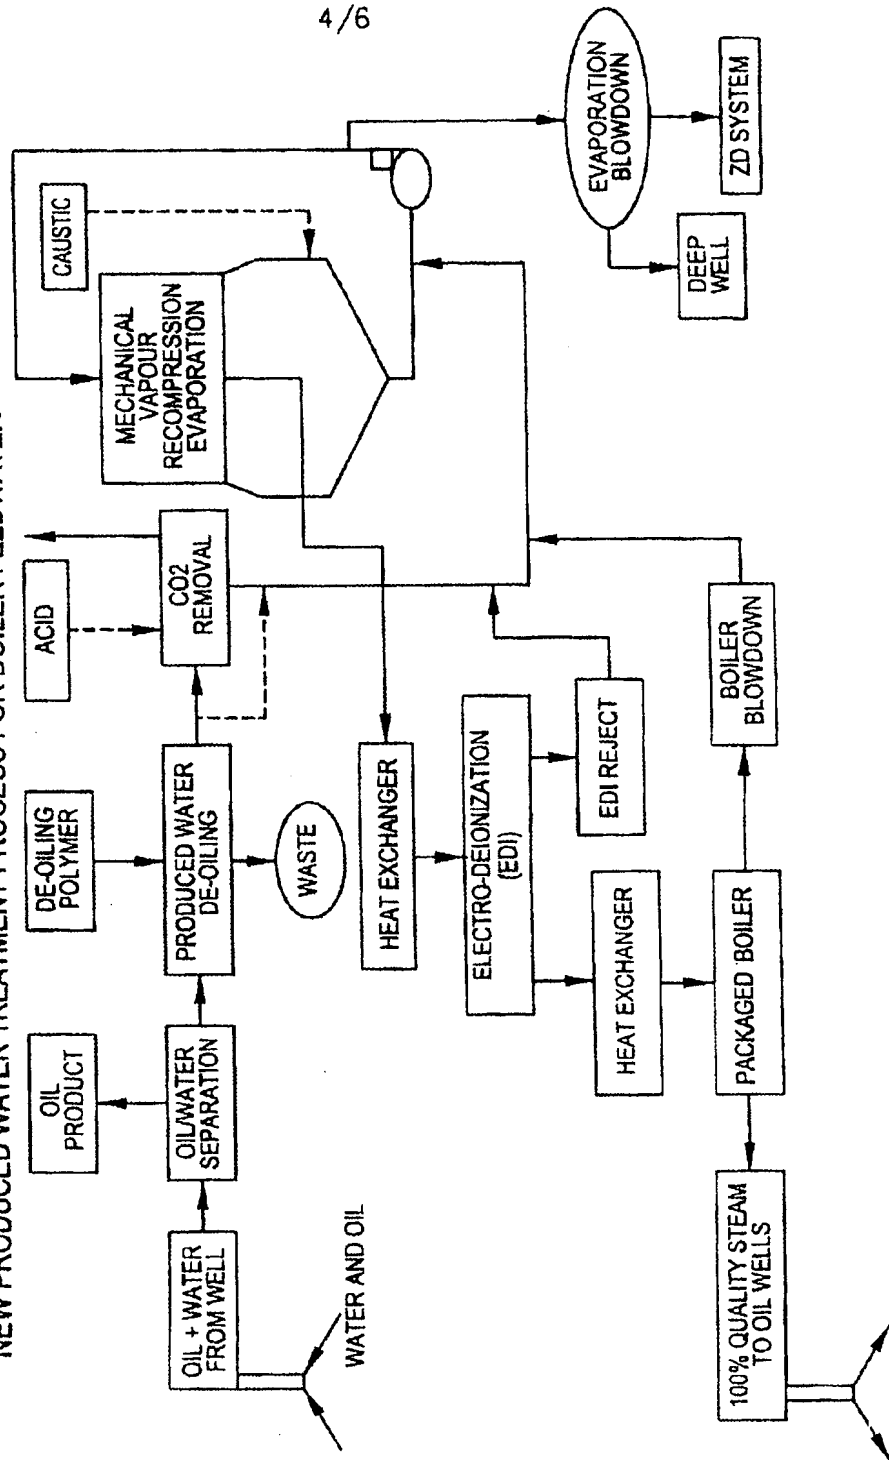 4/6
NEW PRODUCED WATER TREATMENT PROCESS FOR BOILER FEEDWATER
OIL + WATER
FROM WELL
WATER AND OIL
OIL/WATER
SEPARATION
OIL
PRODUCT
DE-OILING
POLYMER
PRODUCED WATER
DE-OILING
WASTE
ACID
CO2
REMOVAL
CAUSTIC
MECHANICAL
VAPOUR
RECOMPRESSION
EVAPORATION
HEAT EXCHANGER
ELECTRO-DEIONIZATION
(EDI)
EDI REJECT
HEAT EXCHANGER
PACKAGED BOILER
BOILER
BLOWDOWN
100% QUALITY STEAM
TO OIL WELLS
EVAPORATION
BLOWDOWN
DEEP
WELL
ZD SYSTEM